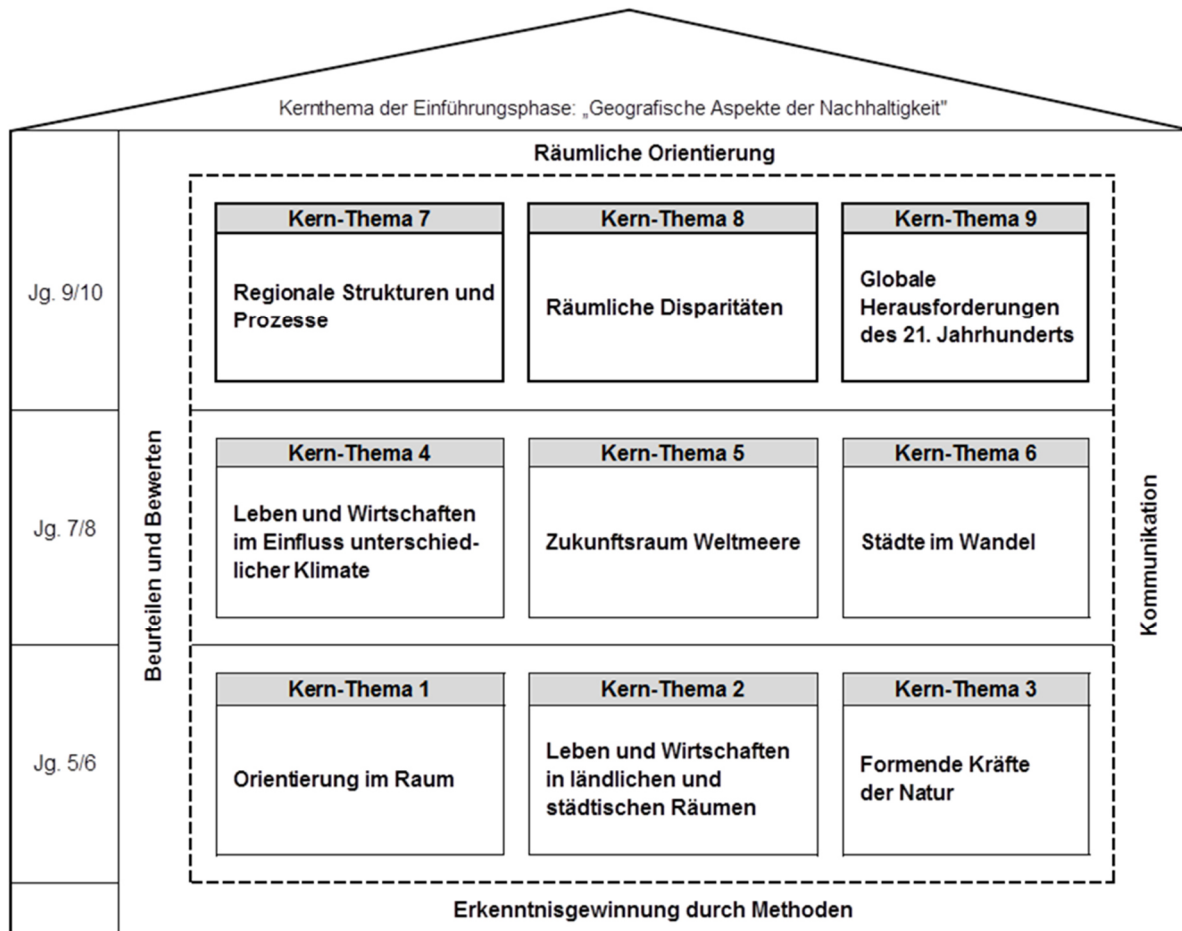 Kernthema der Einführungsphase: „Geografische Aspekte der Nachhaltigkeit"
Räumliche Orientierung
Jg. 9/10
Kern-Thema 7
Regionale Strukturen und
Prozesse
Kern-Thema 8
Räumliche Disparitäten
Kern-Thema 9
Globale
Herausforderungen
des 21. Jahrhunderts
Beurteilen und Bewerten
Kommunikation
Jg. 7/8
Kern-Thema 4
Leben und Wirtschaften
im Einfluss unterschied-
licher Klimate
Kern-Thema 5
Zukunftsraum Weltmeere
Kern-Thema 6
Städte im Wandel
Jg. 5/6
Kern-Thema 1
Orientierung im Raum
Kern-Thema 2
Leben und Wirtschaften
in ländlichen und
städtischen Räumen
Kern-Thema 3
Formende Kräfte
der Natur
Erkenntnisgewinnung durch Methoden